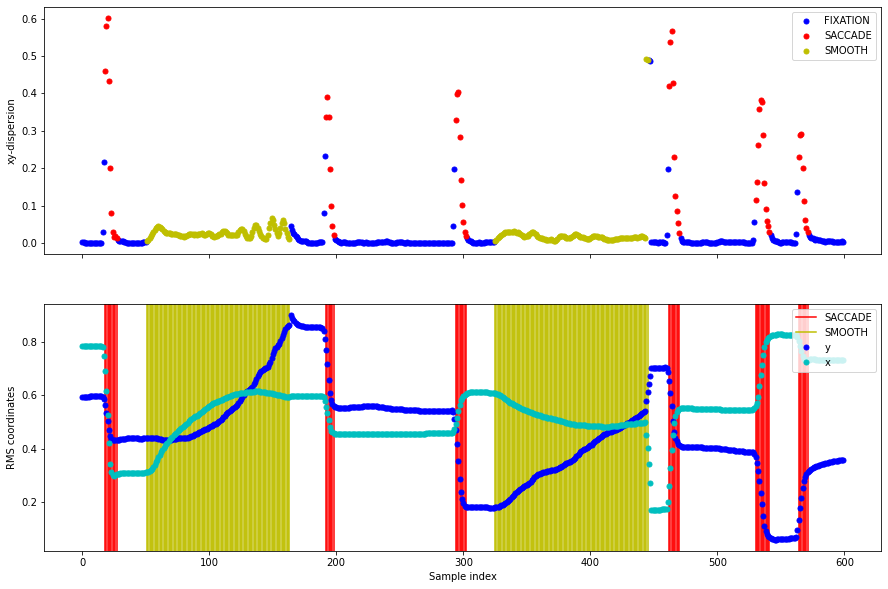 0.6
0.5
0.4
0.3
0.2
0.1
0.0
xy-dispersion
FIXATION
SACCADE
SMOOTH
0.8
0.6
0.4
0.2
RMS coordinates
SACCADE
SMOOTH
y
x
0 100 200 300 400 500 600
Sample index